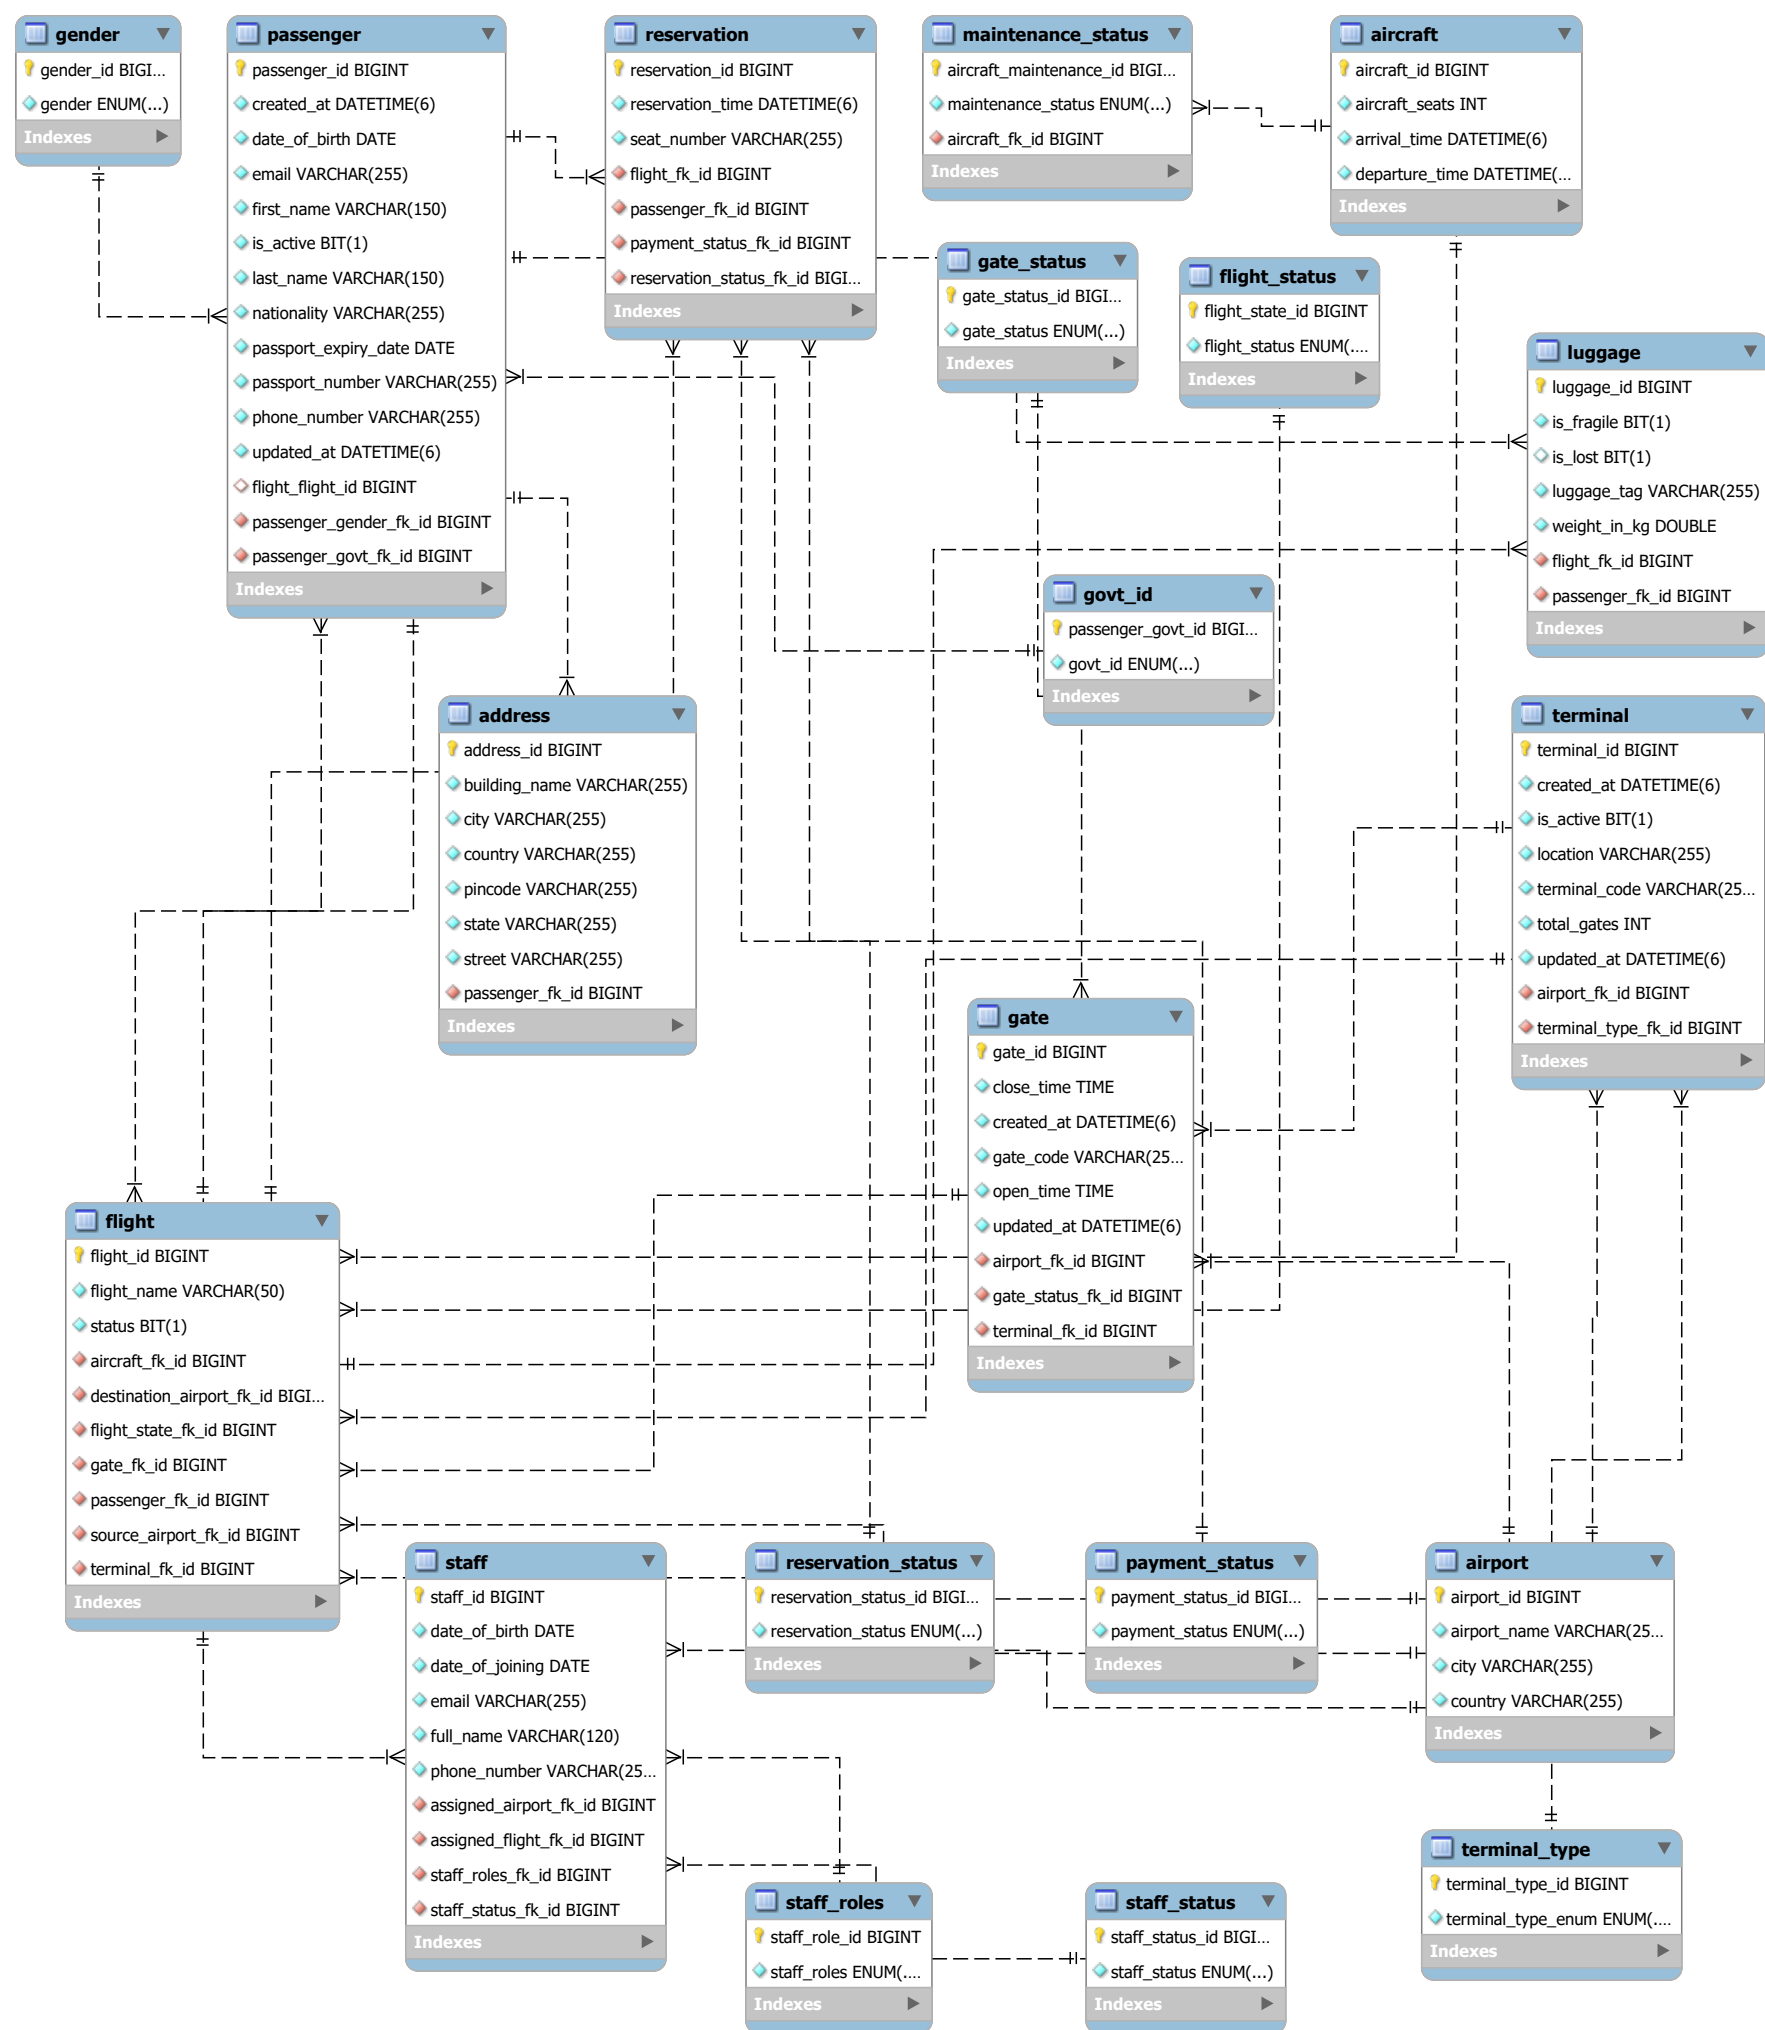 gender
gender_id BIGI...
gender ENUM(...)
Indexes
passenger
passenger_id BIGINT
created_at DATETIME(6)
date_of_birth DATE
email VARCHAR(255)
first_name VARCHAR(150)
is_active BIT(1)
last_name VARCHAR(150)
nationality VARCHAR(255)
passport_expiry_date DATE
passport_number VARCHAR(255)
phone_number VARCHAR(255)
updated_at DATETIME(6)
flight_flight_id BIGINT
passenger_gender_fk_id BIGINT
passenger_govt_fk_id BIGINT
Indexes
reservation
reservation_id BIGINT
reservation_time DATETIME(6)
seat_number VARCHAR(255)
flight_fk_id BIGINT
passenger_fk_id BIGINT
payment_status_fk_id BIGINT
reservation_status_fk_id BIGI...
Indexes
maintenance_status
aircraft_maintenance_id BIGI...
maintenance_status ENUM(...)
aircraft_fk_id BIGINT
Indexes
aircraft
aircraft_id BIGINT
aircraft_seats INT
arrival_time DATETIME(6)
departure_time DATETIME(...
Indexes
gate_status
gate_status_id BIGI...
gate_status ENUM(...)
Indexes
flight_status
flight_state_id BIGINT
flight_status ENUM(....
Indexes
luggage
luggage_id BIGINT
is_fragile BIT(1)
is_lost BIT(1)
luggage_tag VARCHAR(255)
weight_in_kg DOUBLE
flight_fk_id BIGINT
passenger_fk_id BIGINT
Indexes
govt_id
passenger_govt_id BIGI...
govt_id ENUM(...)
Indexes
address
address_id BIGINT
building_name VARCHAR(255)
city VARCHAR(255)
country VARCHAR(255)
pincode VARCHAR(255)
state VARCHAR(255)
street VARCHAR(255)
passenger_fk_id BIGINT
Indexes
terminal
terminal_id BIGINT
created_at DATETIME(6)
is_active BIT(1)
location VARCHAR(255)
terminal_code VARCHAR(25...
total_gates INT
updated_at DATETIME(6)
airport_fk_id BIGINT
terminal_type_fk_id BIGINT
Indexes
gate
gate_id BIGINT
close_time TIME
created_at DATETIME(6)
gate_code VARCHAR(25...
open_time TIME
updated_at DATETIME(6)
airport_fk_id BIGINT
gate_status_fk_id BIGINT
terminal_fk_id BIGINT
Indexes
flight
flight_id BIGINT
flight_name VARCHAR(50)
status BIT(1)
aircraft_fk_id BIGINT
destination_airport_fk_id BIGI...
flight_state_fk_id BIGINT
gate_fk_id BIGINT
passenger_fk_id BIGINT
source_airport_fk_id BIGINT
terminal_fk_id BIGINT
Indexes
staff
staff_id BIGINT
date_of_birth DATE
date_of_joining DATE
email VARCHAR(255)
full_name VARCHAR(120)
phone_number VARCHAR(25...
assigned_airport_fk_id BIGINT
assigned_flight_fk_id BIGINT
staff_roles_fk_id BIGINT
staff_status_fk_id BIGINT
Indexes
reservation_status
reservation_status_id BIGI...
reservation_status ENUM(...)
Indexes
payment_status
payment_status_id BIGI...
payment_status ENUM(...)
Indexes
airport
airport_id BIGINT
airport_name VARCHAR(25...
city VARCHAR(255)
country VARCHAR(255)
Indexes
terminal_type
terminal_type_id BIGINT
terminal_type_enum ENUM(....
Indexes
staff_roles
staff_role_id BIGINT
staff_roles ENUM(....
Indexes
staff_status
staff_status_id BIGI...
staff_status ENUM(...)
Indexes